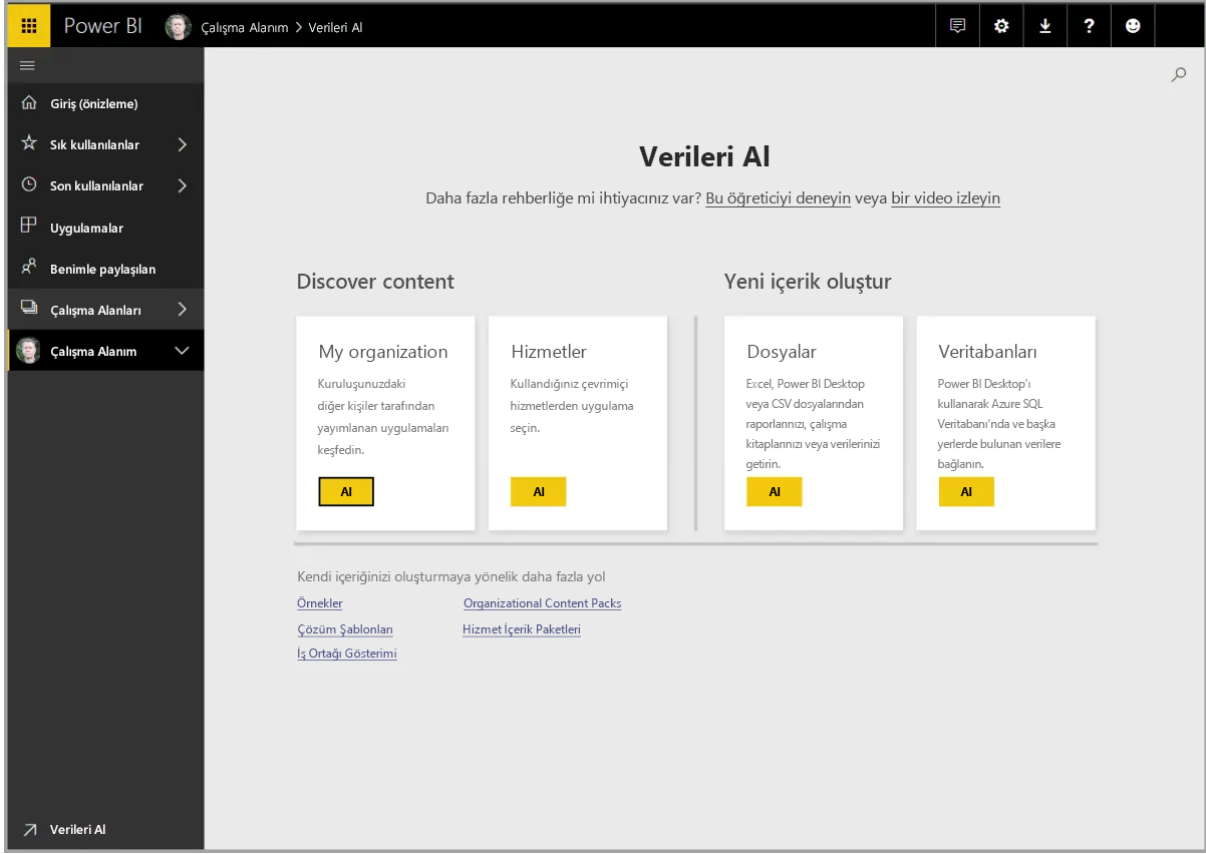 Power BI
Çalışma Alanım > Verileri Al
?
Giriş (önizleme)
Sık kullanılanlar
Son kullanılanlar
Uygulamalar
Benimle paylaşılan
Çalışma Alanları
Çalışma Alanım
Verileri Al
Verileri Al
Daha fazla rehberliğe mi ihtiyacınız var? Bu öğreticiyi deneyin veya bir video izleyin
Discover content
My organization
Kuruluşunuzdaki
diğer kişiler tarafından
yayımlanan uygulamaları
keşfedin.
Al
Hizmetler
Kullandığınız çevrimiçi
hizmetlerden uygulama
seçin.
Al
Yeni içerik oluştur
Dosyalar
Excel, Power BI Desktop
veya CSV dosyalarından
raporlarınızı, çalışma
kitaplarınızı veya verilerinizi
getirin.
Al
Veritabanları
Power BI Desktop'ı
kullanarak Azure SQL
Veritabanı'nda ve başka
yerlerde bulunan verilere
bağlanın.
Al
Kendi içeriğinizi oluşturmaya yönelik daha fazla yol
Örnekler
Organizational Content Packs
Çözüm Şablonları
Hizmet İçerik Paketleri
İş Ortağı Gösterimi